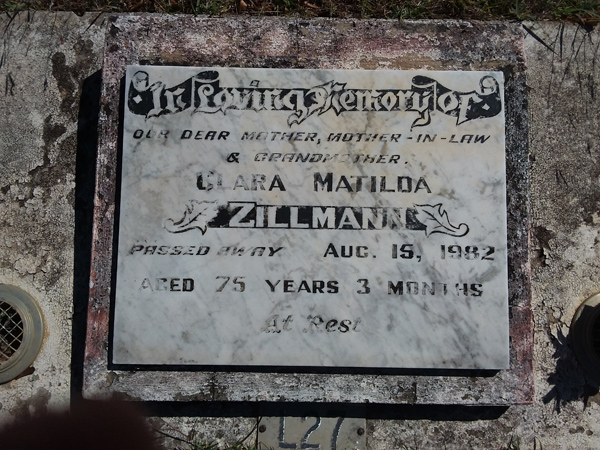 In Loving Memory of
OUR DEAR MOTHER, MOTHER-IN-LAW
& GRANDMOTHER.
CLARA MATILDA
ZILLMANN
PASSED AWAY AUG. 15, 1982
AGED 75 YEARS 3 MONTHS
At Rest
L27